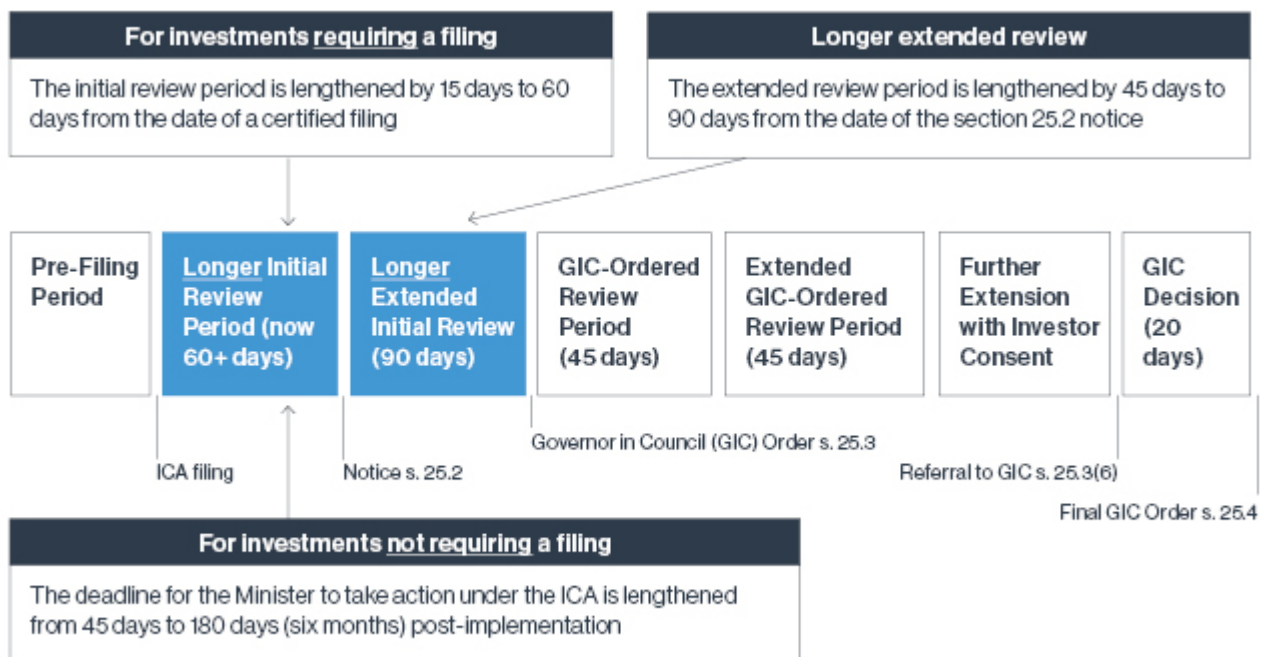 For investments requiring a filing
The initial review period is lengthened by 15 days to 60
days from the date of a certified filing
Longer extended review
The extended review period is lengthened by 45 days to
90 days from the date of the section 25.2 notice
Pre-Filing
Period
Longer Initial
Review
Period (now
60+ days)
Longer
Extended
Initial Review
(90 days)
GIC-Ordered
Review
Period
(45 days)
Extended
GIC-Ordered
Review Period
(45 days)
Further
Extension
with Investor
Consent
GIC
Decision
(20
days)
ICA filing
Notice s. 25.2
Governor in Council (GIC) Order s. 25.3
Referral to GIC s. 25.3(6)
Final GIC Order s. 25.4
For investments not requiring a filing
The deadline for the Minister to take action under the ICA is lengthened
from 45 days to 180 days (six months) post-implementation